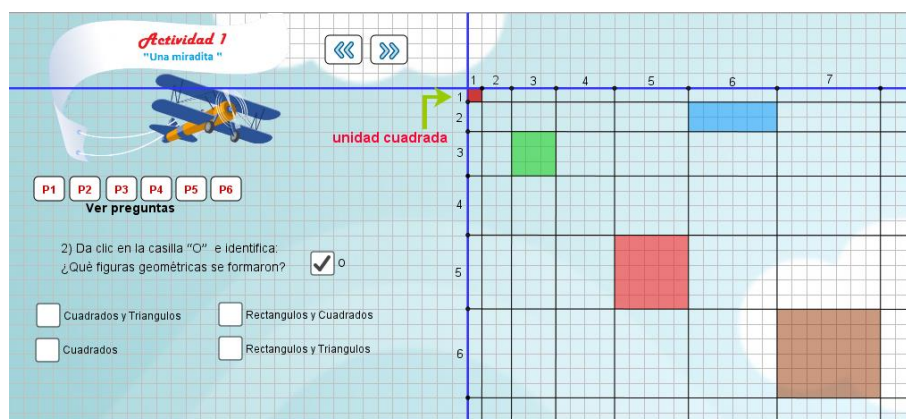 Actividad 1
"Una miradita "
unidad cuadrada
P1 P2 P3 P4 P5 P6
Ver preguntas
2) Da clic en la casilla "O" e identifica:
¿Qué figuras geométricas se formaron?
O
Cuadrados y Triangulos
Rectangulos y Cuadrados
Cuadrados
Rectangulos y Triangulos
1 2 3 4 5 6 7
1
2
3
4
5
6